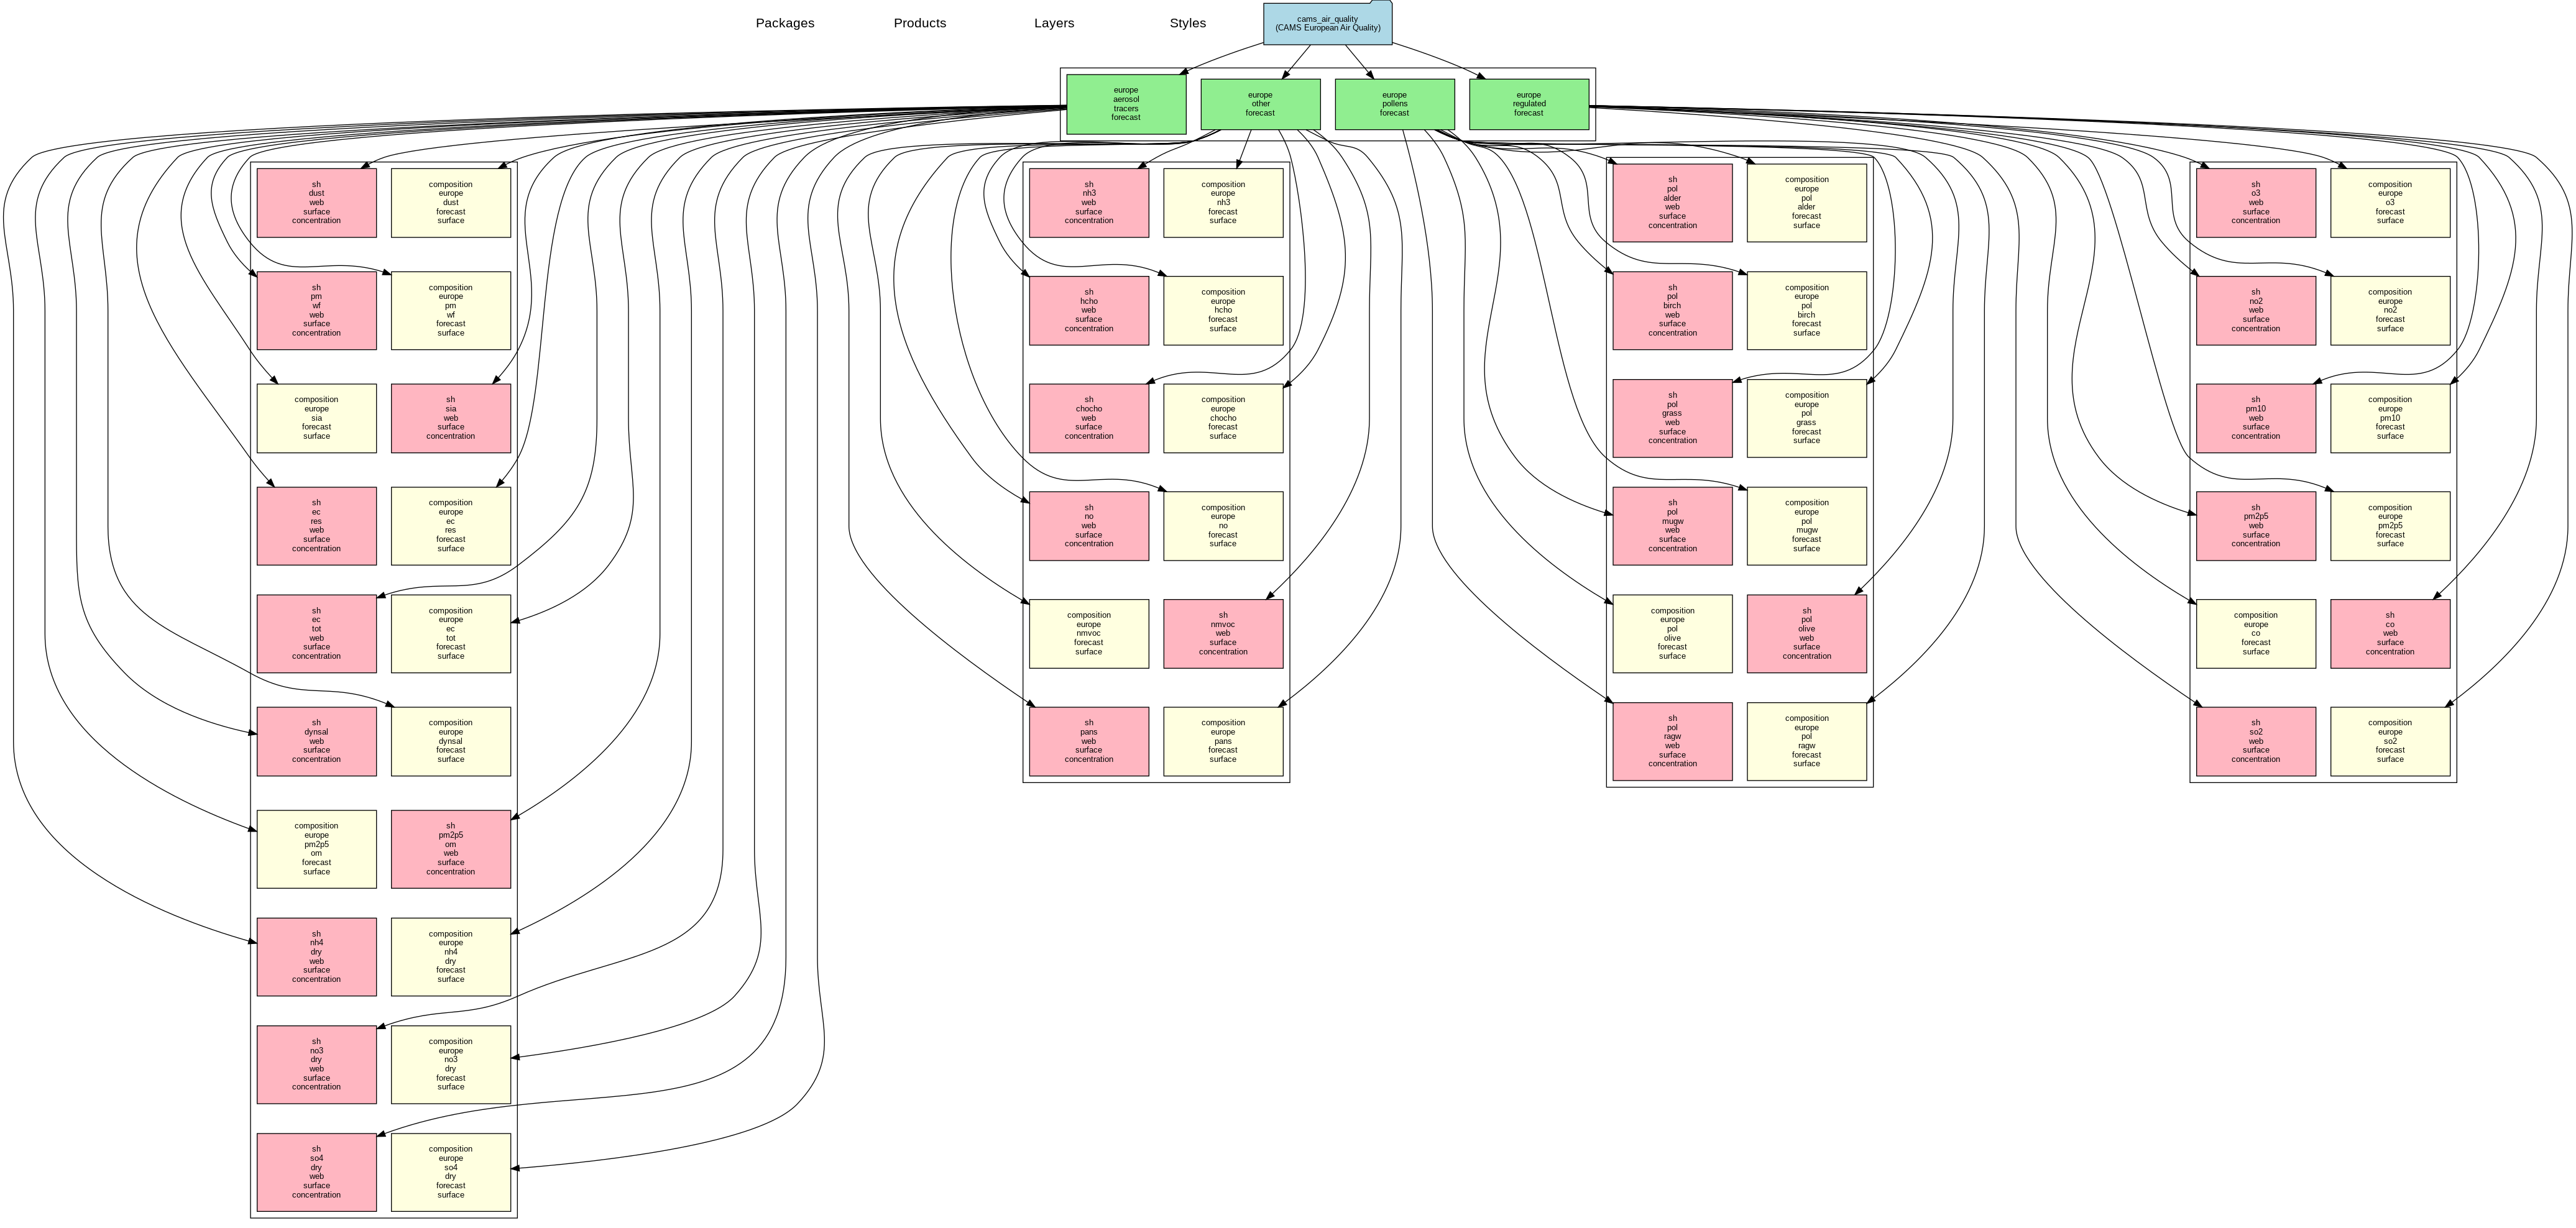 Packages
Products
Layers
Styles
cams_air_quality
(CAMS European Air Quality)
europe
aerosol
tracers
forecast
europe
other
forecast
europe
pollens
forecast
europe
regulated
forecast
sh
dust
web
surface
concentration
composition
europe
dust
forecast
surface
sh
pm
wf
web
surface
concentration
composition
europe
pm
wf
forecast
surface
composition
europe
sia
forecast
surface
sh
sia
web
surface
concentration
sh
ec
res
web
surface
concentration
composition
europe
ec
res
forecast
surface
sh
ec
tot
web
surface
concentration
composition
europe
ec
tot
forecast
surface
sh
dynsal
web
surface
concentration
composition
europe
dynsal
forecast
surface
composition
europe
pm2p5
om
forecast
surface
sh
pm2p5
om
web
surface
concentration
sh
nh4
dry
web
surface
concentration
composition
europe
nh4
dry
forecast
surface
sh
no3
dry
web
surface
concentration
composition
europe
no3
dry
forecast
surface
sh
so4
dry
web
surface
concentration
composition
europe
so4
dry
forecast
surface
sh
nh3
web
surface
concentration
composition
europe
nh3
forecast
surface
sh
hcho
web
surface
concentration
composition
europe
hcho
forecast
surface
sh
chocho
web
surface
concentration
composition
europe
chocho
forecast
surface
sh
no
web
surface
concentration
composition
europe
no
forecast
surface
composition
europe
nmvoc
forecast
surface
sh
nmvoc
web
surface
concentration
sh
pans
web
surface
concentration
composition
europe
pans
forecast
surface
sh
pol
alder
web
surface
concentration
composition
europe
pol
alder
forecast
surface
sh
pol
birch
web
surface
concentration
composition
europe
pol
birch
forecast
surface
sh
pol
grass
web
surface
concentration
composition
europe
pol
grass
forecast
surface
sh
pol
mugw
web
surface
concentration
composition
europe
pol
mugw
forecast
surface
composition
europe
pol
olive
forecast
surface
sh
pol
olive
web
surface
concentration
sh
pol
ragw
web
surface
concentration
composition
europe
pol
ragw
forecast
surface
sh
o3
web
surface
concentration
composition
europe
o3
forecast
surface
sh
no2
web
surface
concentration
composition
europe
no2
forecast
surface
sh
pm10
web
surface
concentration
composition
europe
pm10
forecast
surface
sh
pm2p5
web
surface
concentration
composition
europe
pm2p5
forecast
surface
composition
europe
co
forecast
surface
sh
co
web
surface
concentration
sh
so2
web
surface
concentration
composition
europe
so2
forecast
surface